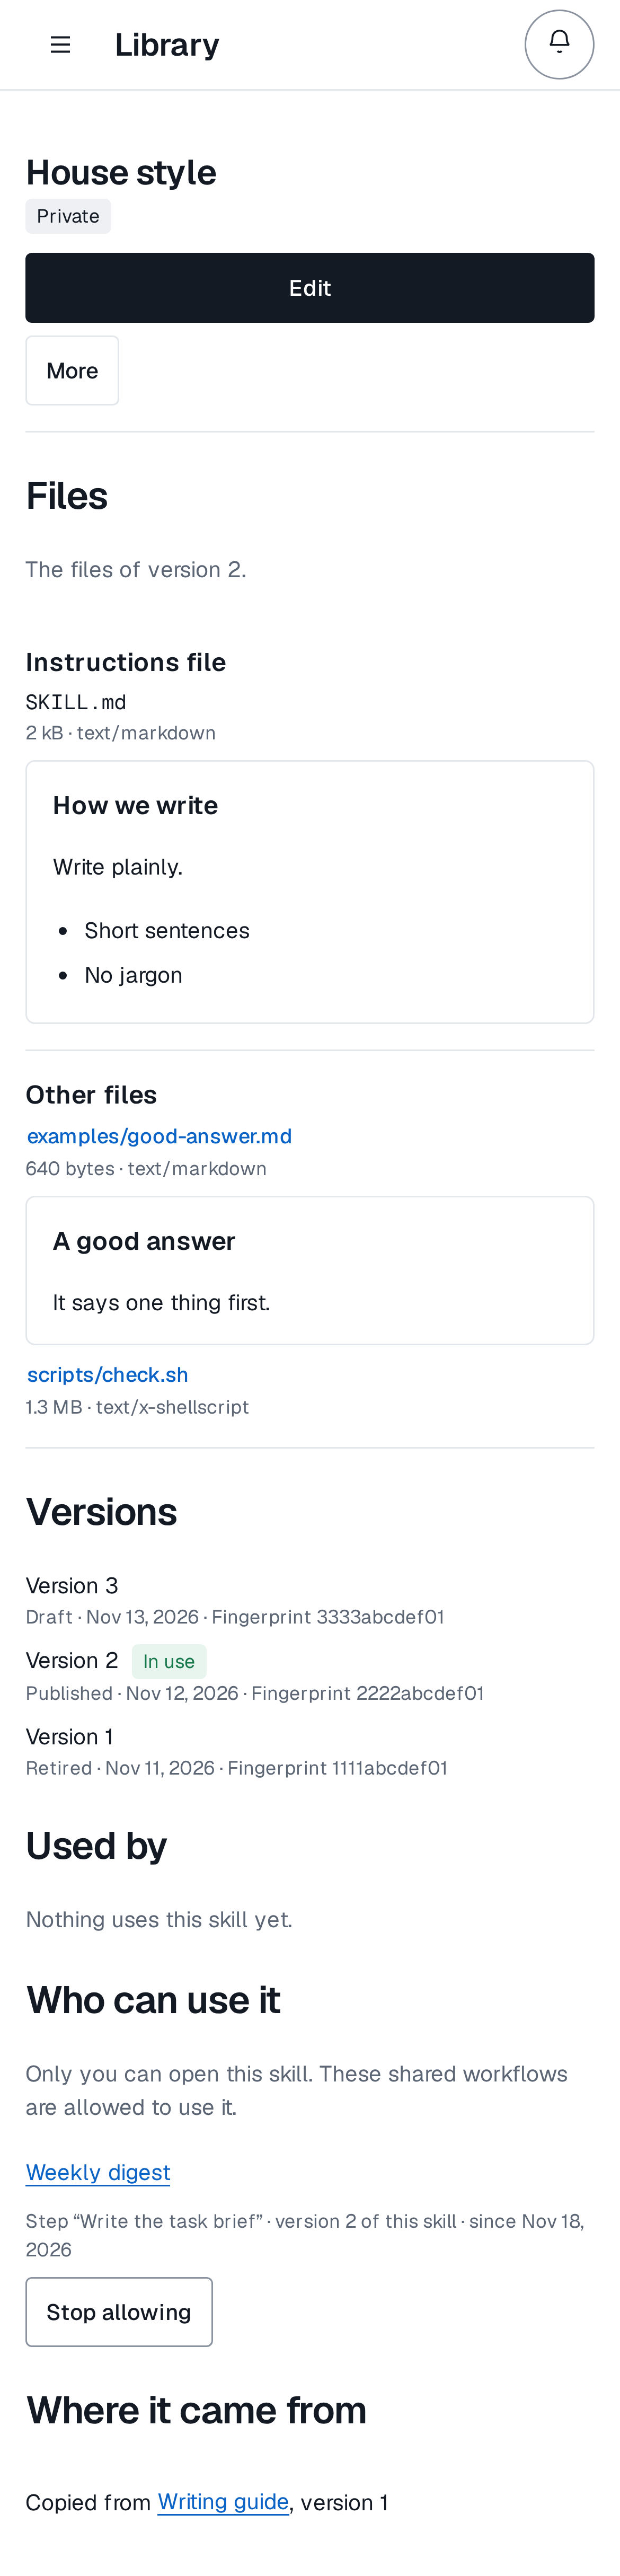 Library
House style
Private
Edit
More
Files
The files of version 2.
Instructions file
SKILL.md
2 kB · text/markdown
How we write
Write plainly.
• Short sentences
• No jargon
Other files
examples/good-answer.md
640 bytes · text/markdown
A good answer
It says one thing first.
scripts/check.sh
1.3 MB · text/x-shellscript
Versions
Version 3
Draft · Nov 13, 2026 · Fingerprint 3333abcdef01
Version 2 In use
Published · Nov 12, 2026 · Fingerprint 2222abcdef01
Version 1
Retired · Nov 11, 2026 · Fingerprint 1111abcdef01
Used by
Nothing uses this skill yet.
Who can use it
Only you can open this skill. These shared workflows
are allowed to use it.
Weekly digest
Step “Write the task brief” · version 2 of this skill · since Nov 18,
2026
Stop allowing
Where it came from
Copied from Writing guide, version 1